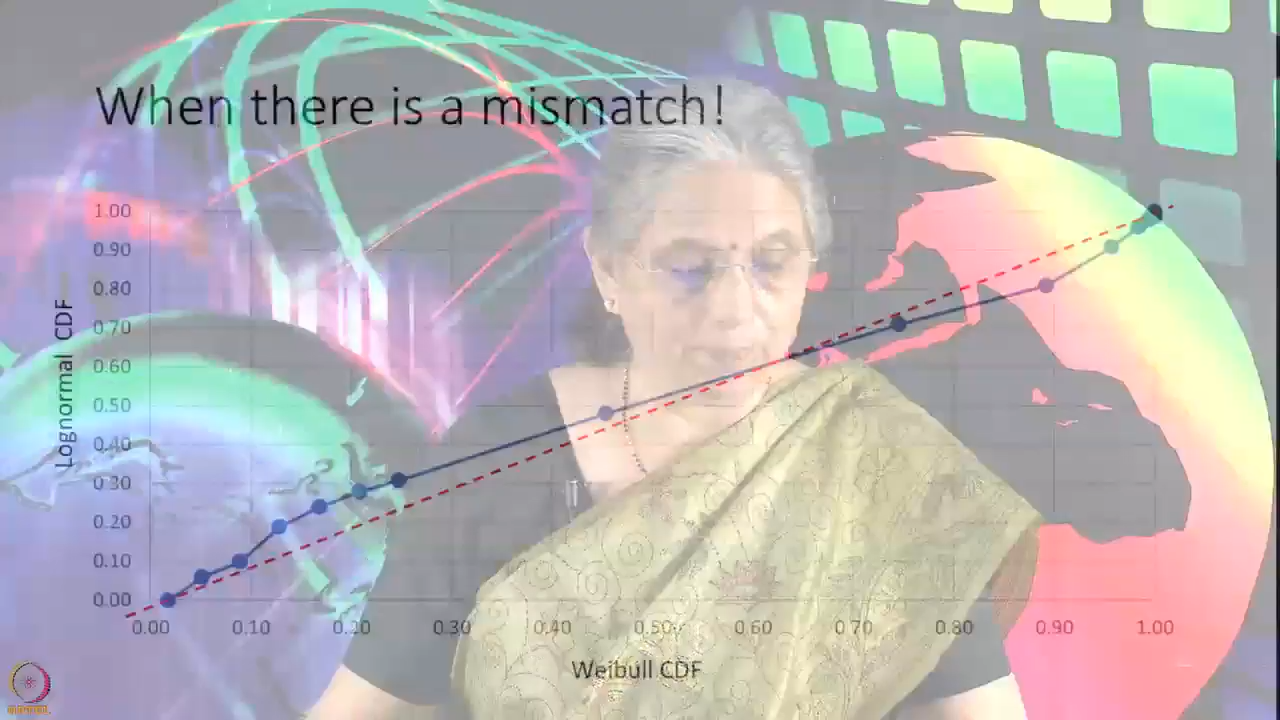 When there is a mismatch!
Lognormal CDF
1.00
0.90
0.80
0.70
0.60
0.50
0.40
0.30
0.20
0.10
0.00
0.00 0.10 0.20 0.30 0.40 0.50 0.60 0.70 0.80 0.90 1.00
Weibull CDF